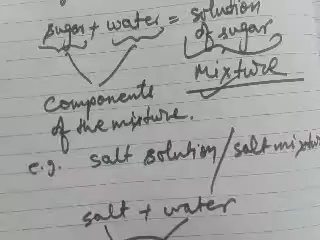 sugar + water = solution of sugar
Mixture
Components
of the mixture.
e.g. salt solution / salt mixture
salt + water